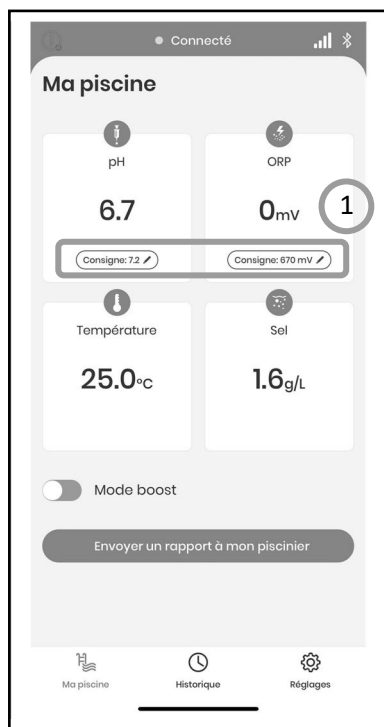 Connecté
Ma piscine
pH
ORP
6.7
0mv
1
Consigne: 7.2
Consigne: 670 mV
Température
Sel
25.0°C
1.6g/L
Mode boost
Envoyer un rapport à mon piscinier
Ma piscine
Historique
Réglages